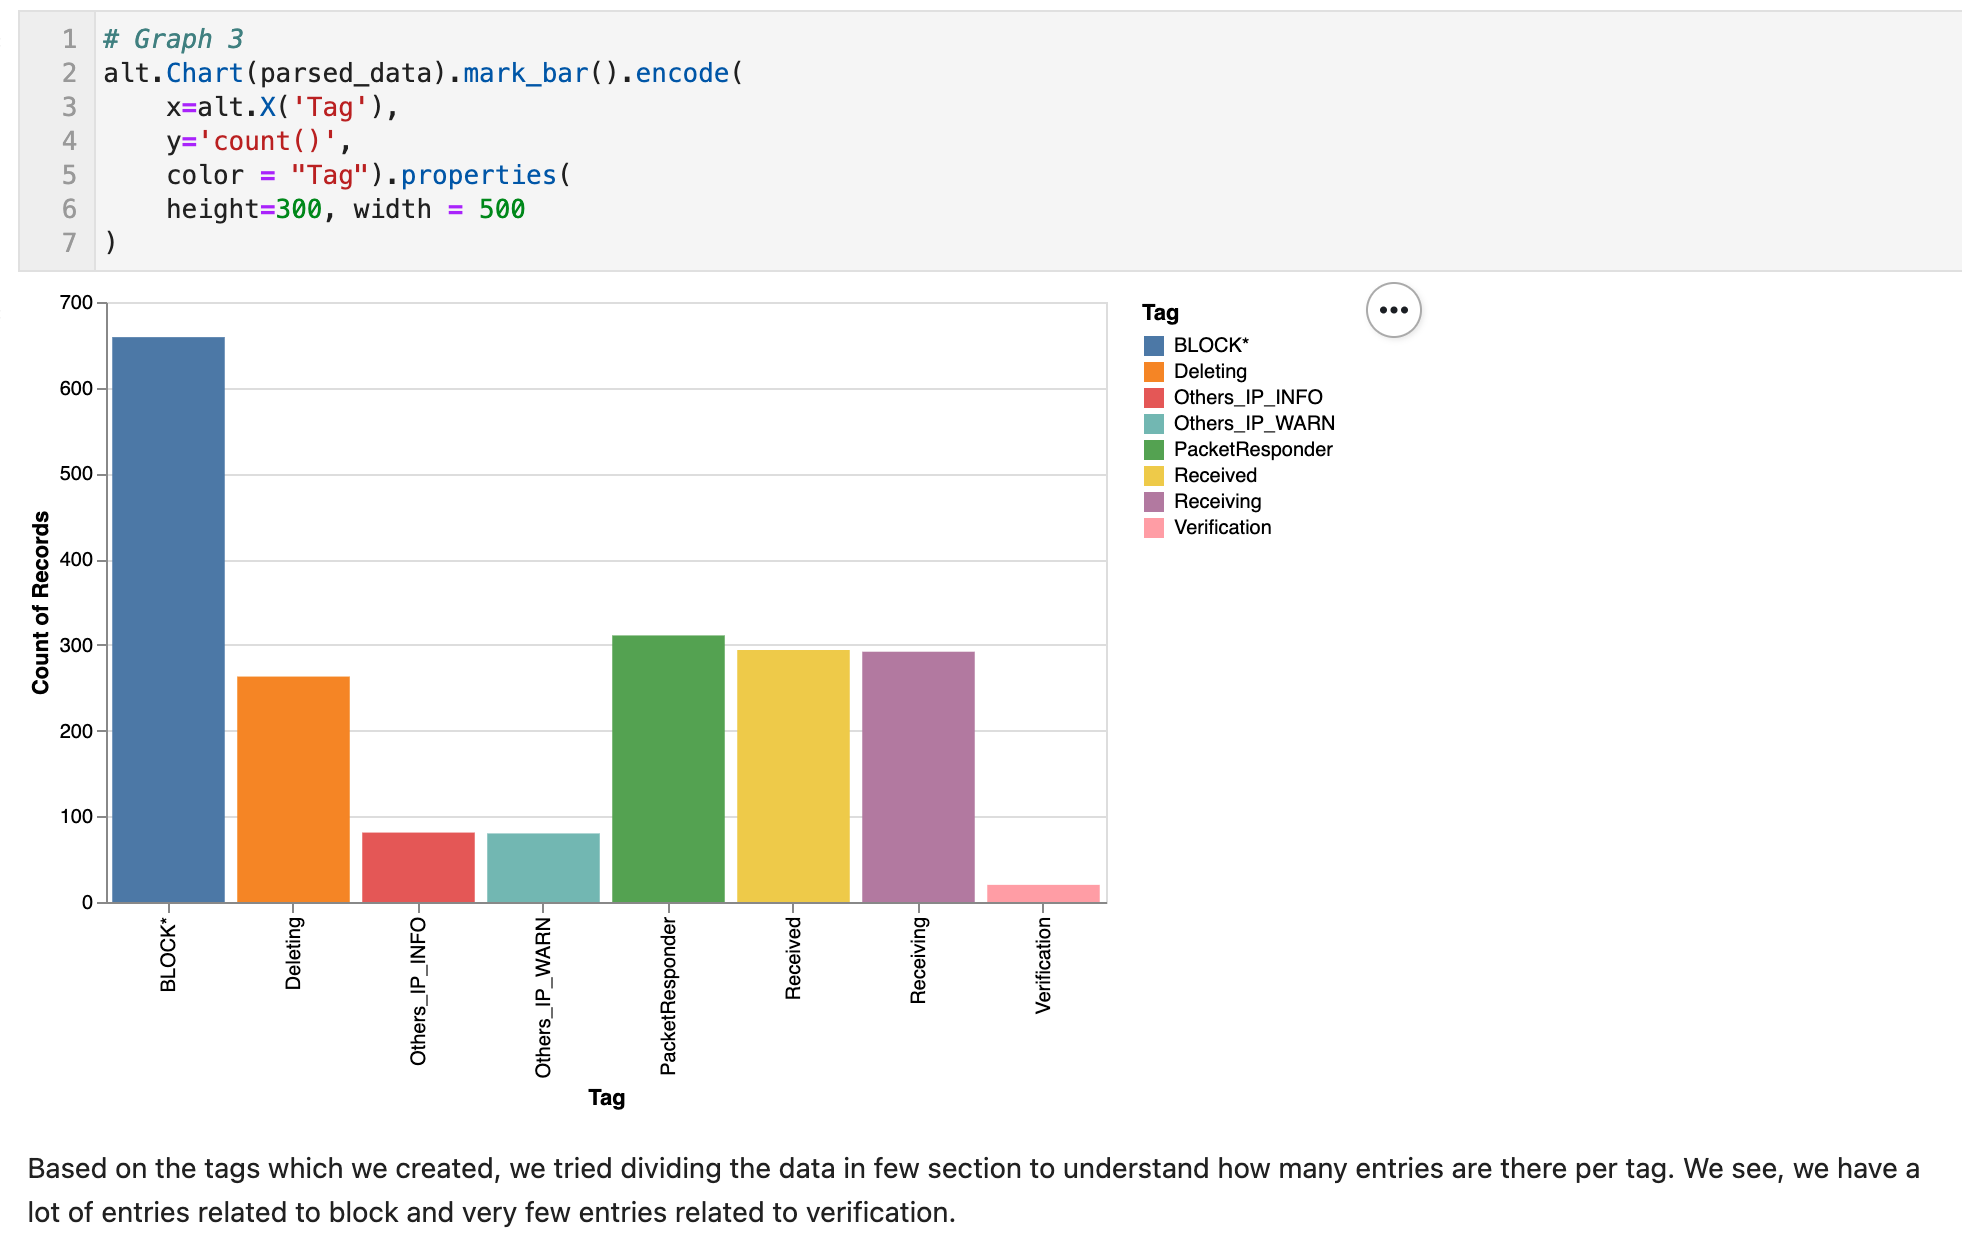 1 # Graph 3
2 alt.Chart(parsed_data).mark_bar().encode(
3     x=alt.X('Tag'),
4     y='count()',
5     color = "Tag").properties(
6     height=300, width = 500
7 )
700
600
500
400
300
200
100
0
Count of Records
BLOCK*
Deleting
Others_IP_INFO
Others_IP_WARN
PacketResponder
Received
Receiving
Verification
Tag
Tag
BLOCK*
Deleting
Others_IP_INFO
Others_IP_WARN
PacketResponder
Received
Receiving
Verification
Based on the tags which we created, we tried dividing the data in few section to understand how many entries are there per tag. We see, we have a
lot of entries related to block and very few entries related to verification.